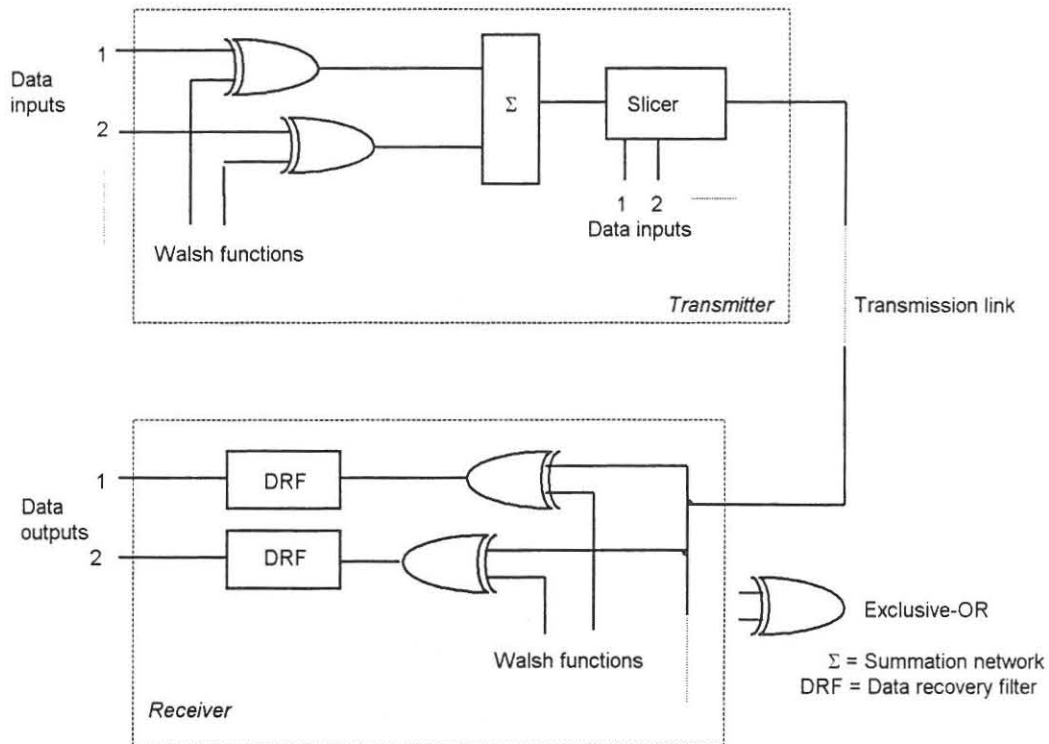 1
Data
inputs
2
Σ
Slicer
1 2
Data inputs
Walsh functions
Transmitter
Transmission link
1
DRF
Data
outputs
2
DRF
Exclusive-OR
Walsh functions
Σ = Summation network
DRF = Data recovery filter
Receiver